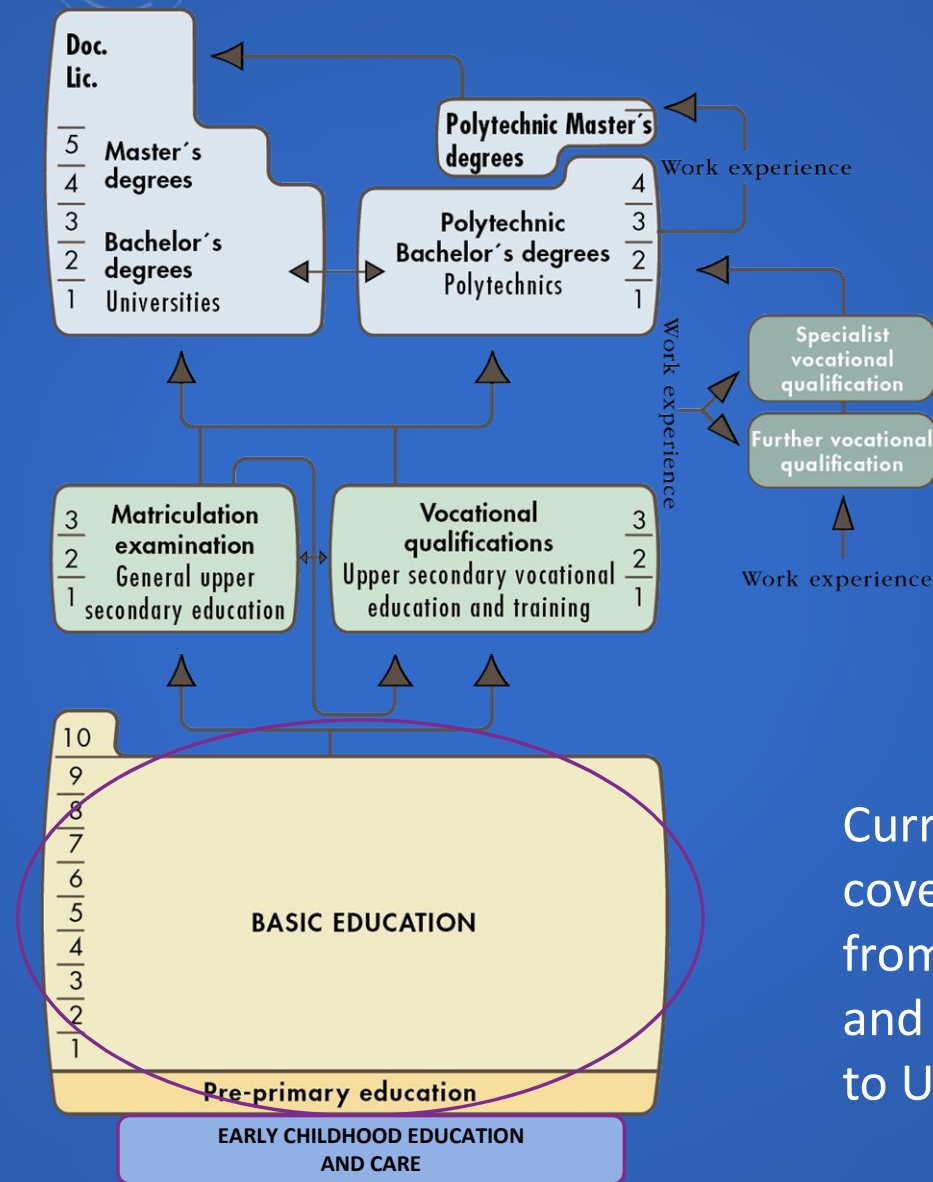 Doc.
Lic.
5
4
3
2
1
Master´s
degrees
Bachelor´s
degrees
Universities
Polytechnic Master´s
degrees
Work experience
Polytechnic
Bachelor´s degrees
Polytechnics
4
3
2
1
Work experience
Specialist
vocational
qualification
Further vocational
qualification
Work experience
3
2
1
Matriculation
examination
General upper
secondary education
Vocational
qualifications
Upper secondary vocational
education and training
3
2
1
10
9
8
7
6
5
4
3
2
1
BASIC EDUCATION
Pre-primary education
EARLY CHILDHOOD EDUCATION
AND CARE
from
and
to